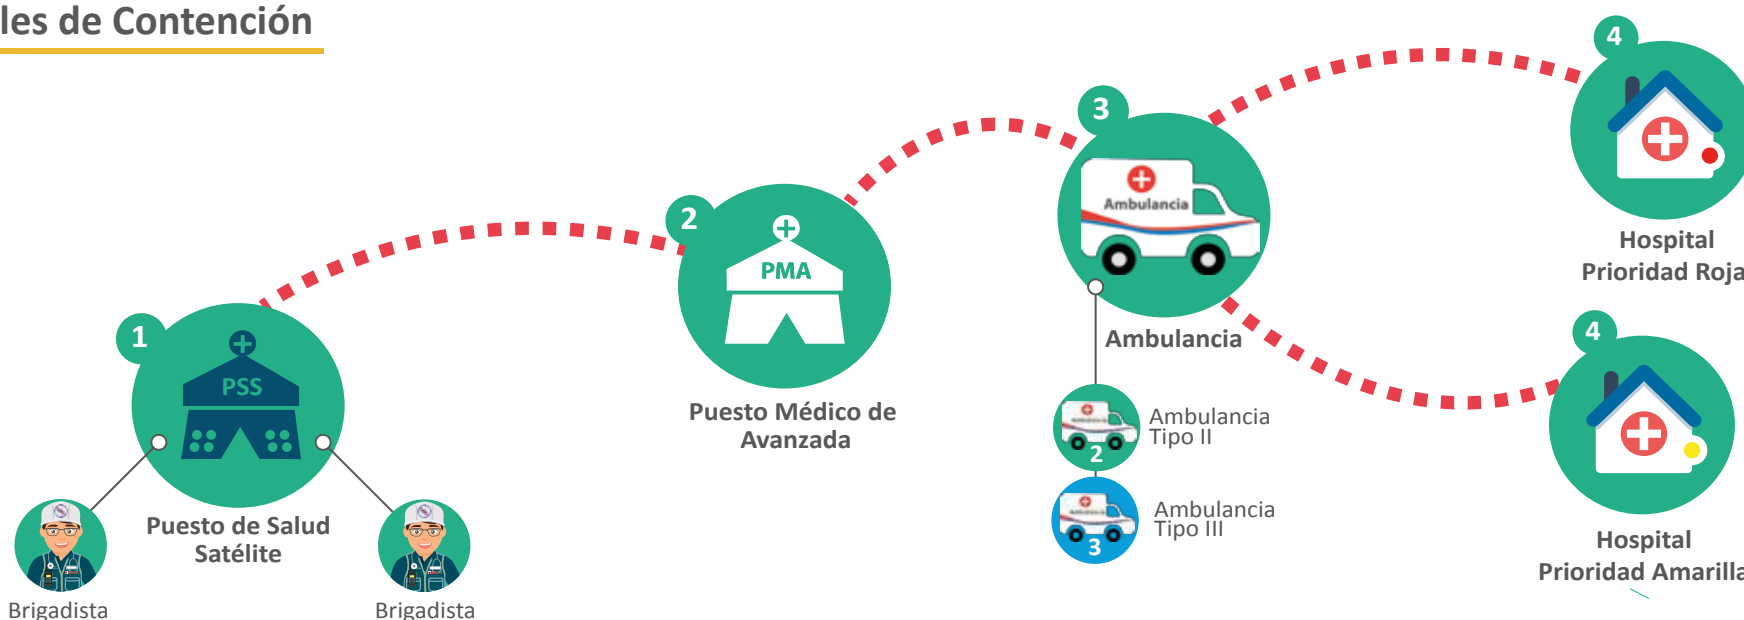 les de Contención
1
PSS
Puesto de Salud
Satélite
Brigadista
Brigadista
2
PMA
Puesto Médico de
Avanzada
3
Ambulancia
Ambulancia
2
Ambulancia
Tipo II
3
Ambulancia
Tipo III
4
Hospital
Prioridad Roja
4
Hospital
Prioridad Amarilla